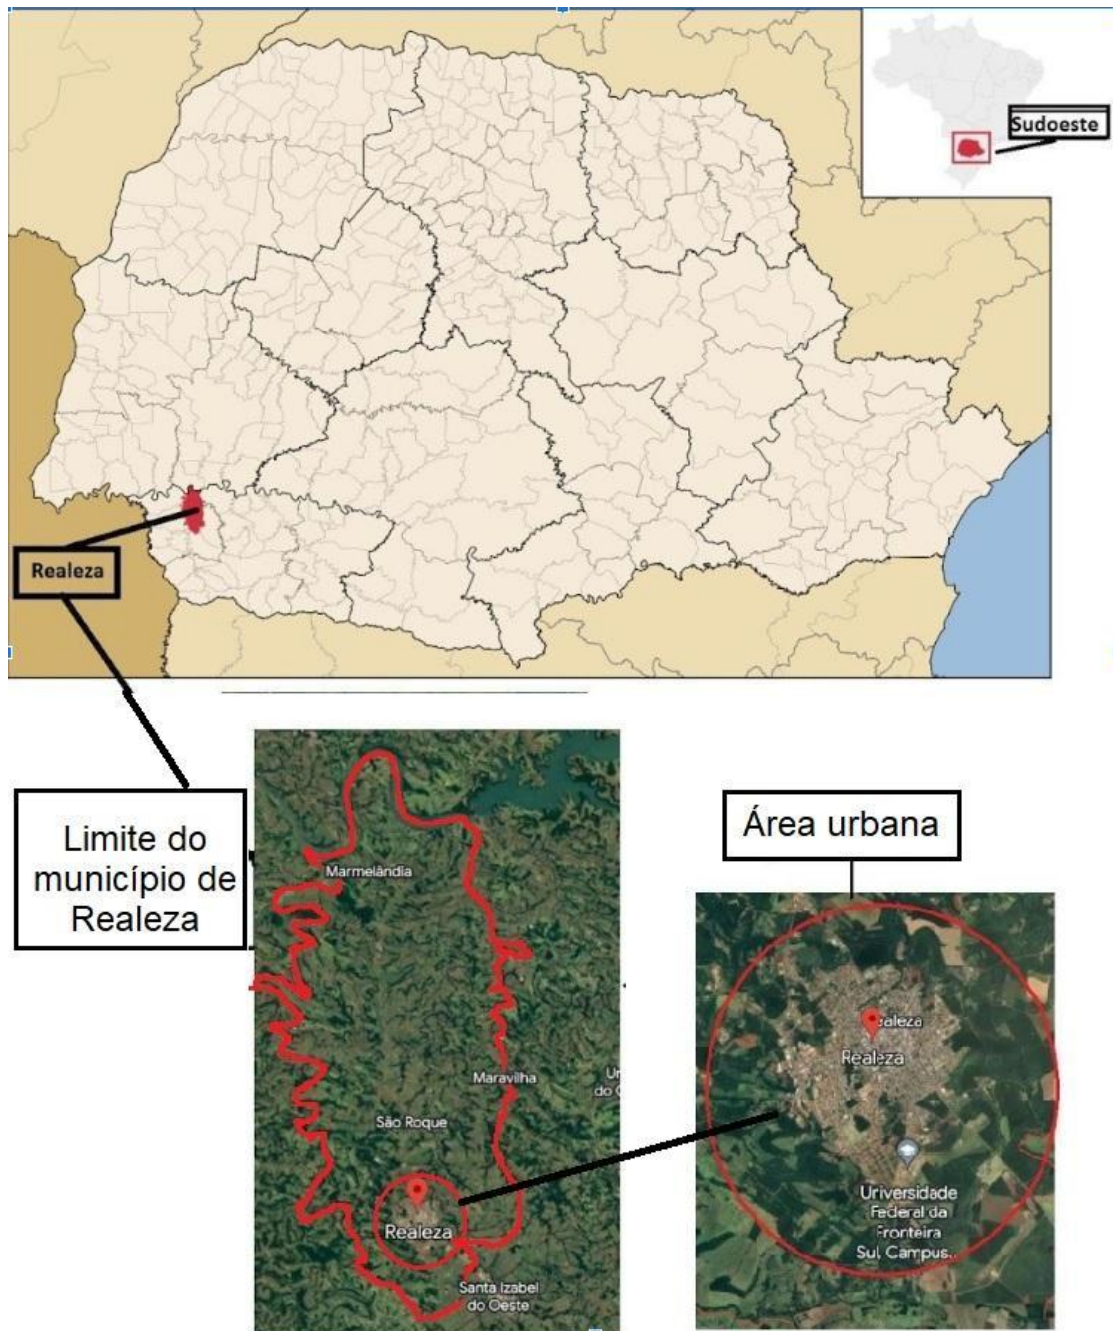 Sudoeste
Realeza
Limite do
município de
Realeza
Área urbana
Marmelândia
Maravilha
São Roque
Realeza
Santa Izabel
do Oeste
ealeza
Realeza
Universidade
Federal da
Fronteira
Sul, Campus...